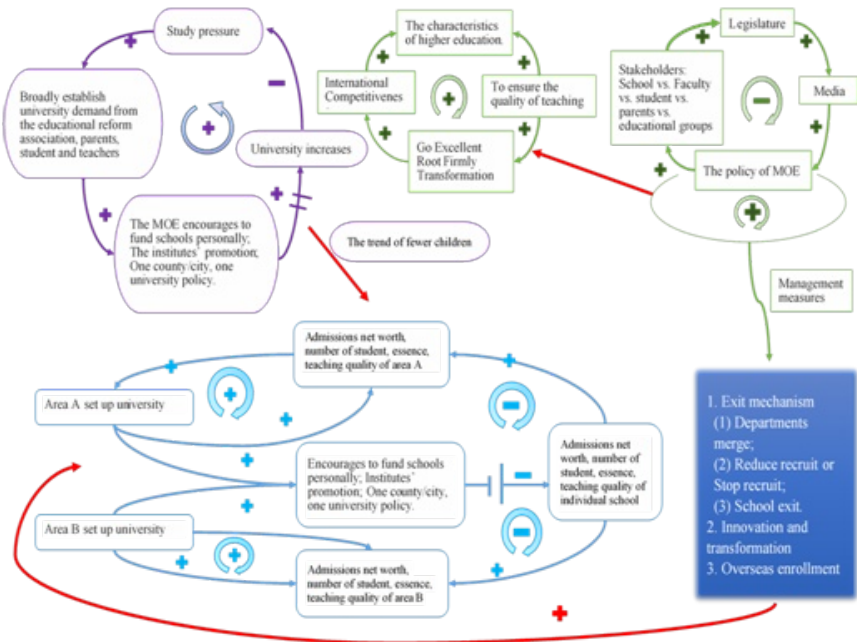 Study pressure
Broadly establish
university demand from
the educational reform
association, parents,
student and teachers
University increases
The MOE encourages to
fund schools personally;
The institutes' promotion;
One county/city, one
university policy.
The trend of fewer children
The characteristics
of higher education.
International
Competitivenes
.
To ensure the
quality of teaching
Go Excellent
Root Firmly
Transformation
Legislature
Stakeholders:
School vs. Faculty
vs. student vs.
parents vs.
educational groups
Media
The policy of MOE
Management
measures
Admissions net worth,
number of student, essence,
teaching quality of area A
Area A set up university
Encourages to fund schools
personally; Institutes'
promotion; One county/city,
one university policy.
Admissions net
worth, number of
student, essence,
teaching quality of
individual school
Area B set up university
Admissions net worth,
number of student, essence,
teaching quality of area B
1. Exit mechanism
(1) Departments
merge;
(2) Reduce recruit or
Stop recruit;
(3) School exit.
2. Innovation and
transformation
3. Overseas enrollment